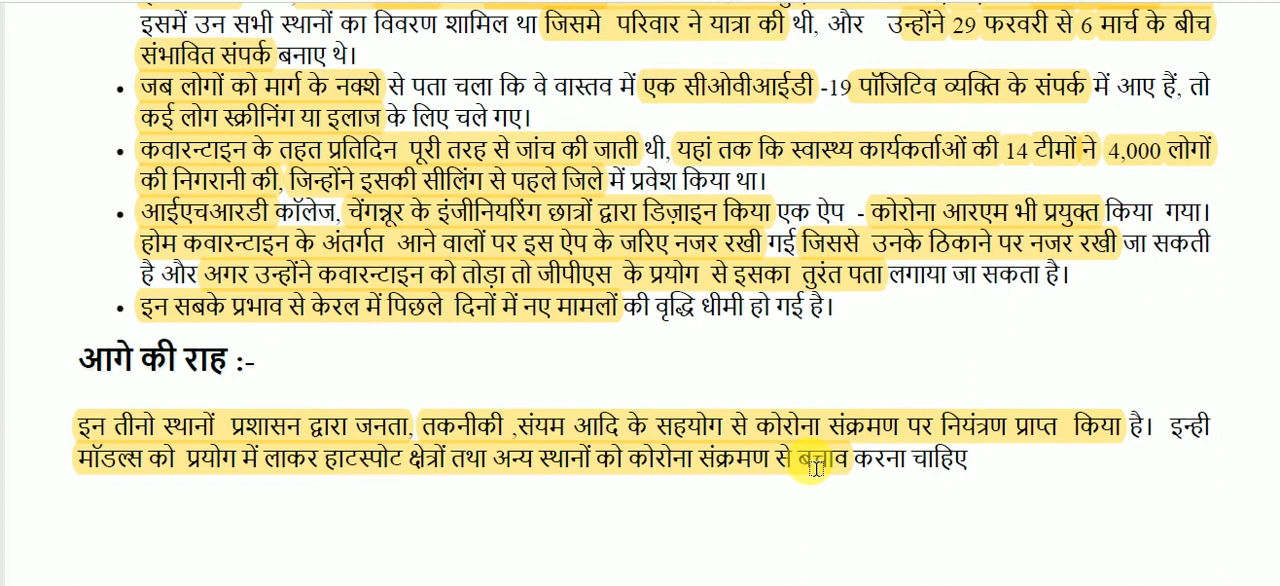 इसमें उन सभी स्थानों का विवरण शामिल था जिसमे परिवार ने यात्रा की थी, और उन्होंने 29 फरवरी से 6 मार्च के बीच
संभावित संपर्क बनाए थे।
• जब लोगों को मार्ग के नक्शे से पता चला कि वे वास्तव में एक सीओवीआईडी -19 पॉजिटिव व्यक्ति के संपर्क में आए हैं, तो
कई लोग स्क्रीनिंग या इलाज के लिए चले गए।
• कवारन्टाइन के तहत प्रतिदिन पूरी तरह से जांच की जाती थी, यहां तक कि स्वास्थ्य कार्यकर्ताओं की 14 टीमों ने 4,000 लोगों
की निगरानी की, जिन्होंने इसकी सीलिंग से पहले जिले में प्रवेश किया था।
• आईएचआरडी कॉलेज, चेंगन्नूर के इंजीनियरिंग छात्रों द्वारा डिज़ाइन किया एक ऐप - कोरोना आरएम भी प्रयुक्त किया गया।
होम कवारन्टाइन के अंतर्गत आने वालों पर इस ऐप के जरिए नजर रखी गई जिससे उनके ठिकाने पर नजर रखी जा सकती
है और अगर उन्होंने कवारन्टाइन को तोड़ा तो जीपीएस के प्रयोग से इसका तुरंत पता लगाया जा सकता है।
• इन सबके प्रभाव से केरल में पिछले दिनों में नए मामलों की वृद्धि धीमी हो गई है।
आगे की राह :-
इन तीनो स्थानों प्रशासन द्वारा जनता, तकनीकी ,संयम आदि के सहयोग से कोरोना संक्रमण पर नियंत्रण प्राप्त किया है। इन्ही
मॉडल्स को प्रयोग में लाकर हाटस्पोट क्षेत्रों तथा अन्य स्थानों को कोरोना संक्रमण से बचाव करना चाहिए